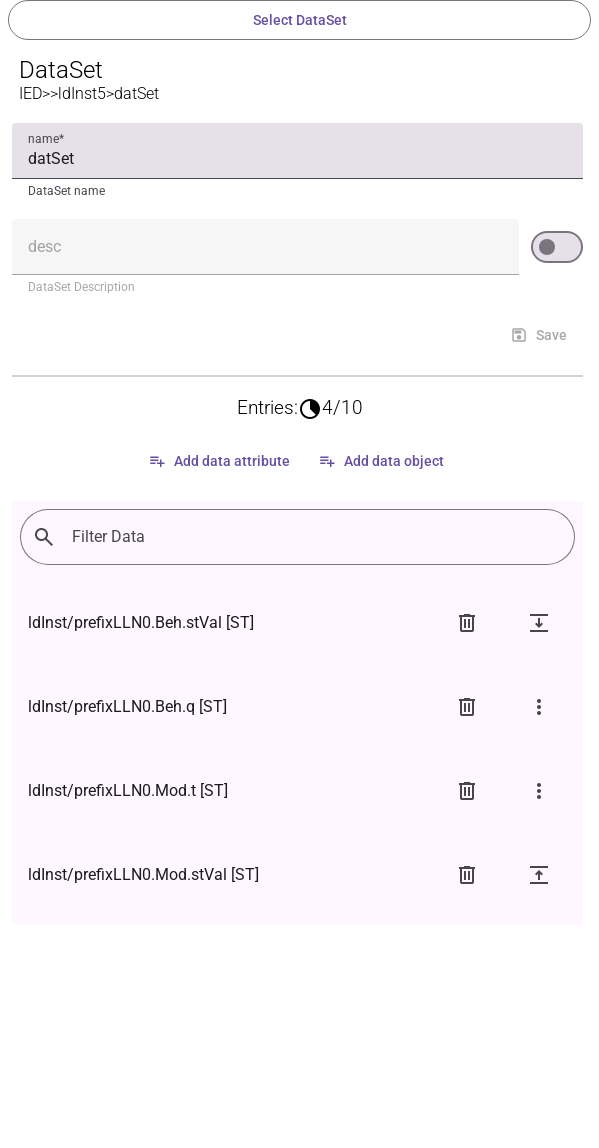 Select DataSet
DataSet
IED>>ldInst5>datSet
name*
datSet
DataSet name
desc
DataSet Description
Save
Entries: 4/10
Add data attribute
Add data object
Filter Data
ldInst/prefixLLN0.Beh.stVal [ST]
ldInst/prefixLLN0.Beh.q [ST]
ldInst/prefixLLN0.Mod.t [ST]
ldInst/prefixLLN0.Mod.stVal [ST]